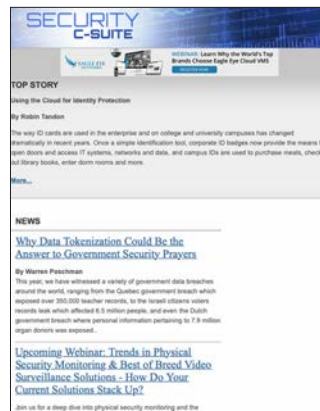 SECURITY
C-SUITE
EAGLE EYE
NETWORKS
WEBINAR: Learn Why the World's Top
Brands Choose Eagle Eye Cloud VMS
REGISTER NOW
TOP STORY
Using the Cloud for Identity Protection
By Robin Tandon
The way ID cards are used in the enterprise and on college and university campuses has changed
dramatically in recent years. Once a simple identification tool, corporate ID badges now provide the means t
open doors and access IT systems, networks and data, and campus IDs are used to purchase meals, check
out library books, enter dorm rooms and more.
More...
NEWS
Why Data Tokenization Could Be the
Answer to Government Security Prayers
By Warren Poschman
This year, we have witnessed a variety of government data breaches
around the world, ranging from the Quebec government breach which
exposed over 350,000 teacher records, to the Israeli citizens voters
records leak which affected 6.5 million people, and even the Dutch
government breach where personal information pertaining to 7.9 million
organ donors was exposed..
Upcoming Webinar: Trends in Physical
Security Monitoring & Best of Breed Video
Surveillance Solutions - How Do Your
Current Solutions Stack Up?
Join us for a deep dive into physical security monitoring and the